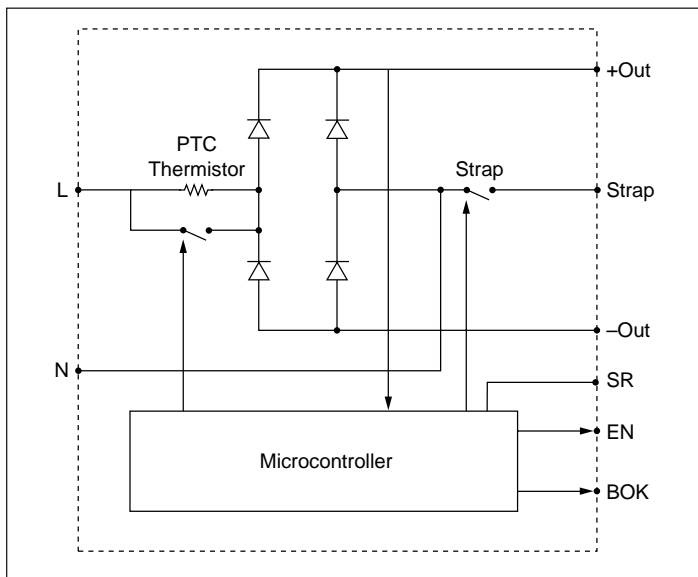 +Out
PTC
Thermistor
Strap
L
Strap
–Out
N
SR
EN
Microcontroller
BOK